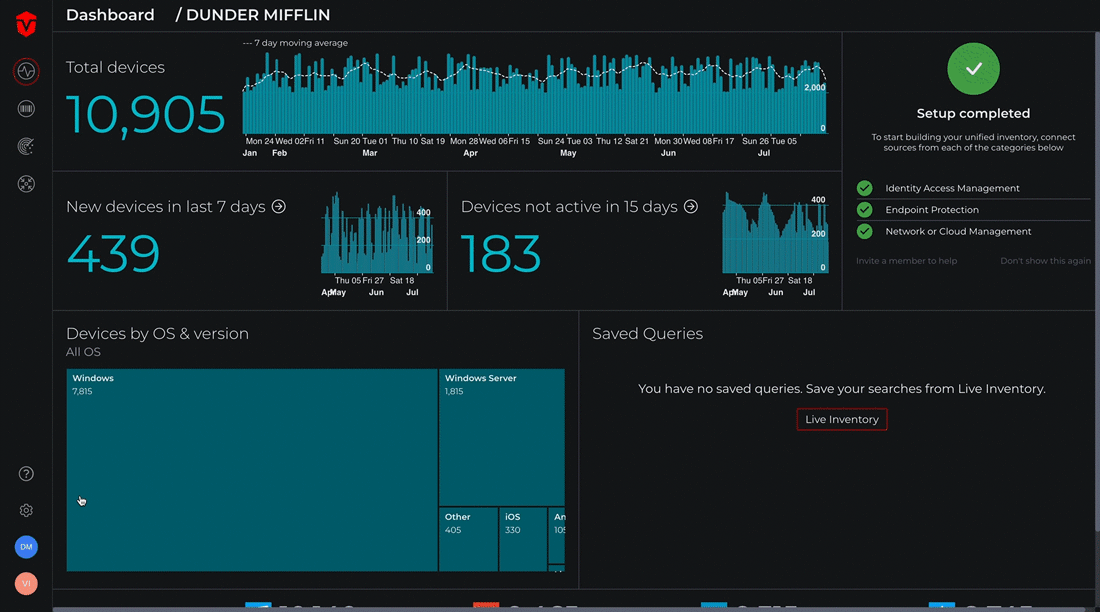 Dashboard / DUNDER MIFFLIN
Total devices
10,905
--- 7 day moving average
2,000
0
Mon 24 Wed 02 Fri 11 Sun 20 Tue 01 Thu 10 Sat 19 Mon 28 Wed 06 Fri 15 Sun 24 Tue 03 Thu 12 Sat 21 Mon 30 Wed 08 Fri 17 Sun 26 Tue 05
Jan Feb Mar Apr May Jun Jul
Setup completed
To start building your unified inventory, connect
sources from each of the categories below
Identity Access Management
Endpoint Protection
Network or Cloud Management
Invite a member to help Don't show this again
New devices in last 7 days
439
400
200
0
Thu 05 Fri 27 Sat 18
Apr May Jun Jul
Devices not active in 15 days
183
400
200
0
Thu 05 Fri 27 Sat 18
Apr May Jun Jul
Devices by OS & version
All OS
Windows
7,815
Windows Server
1,815
Other
405
iOS
330
An
105
Saved Queries
You have no saved queries. Save your searches from Live Inventory.
Live Inventory
?
DM
VI